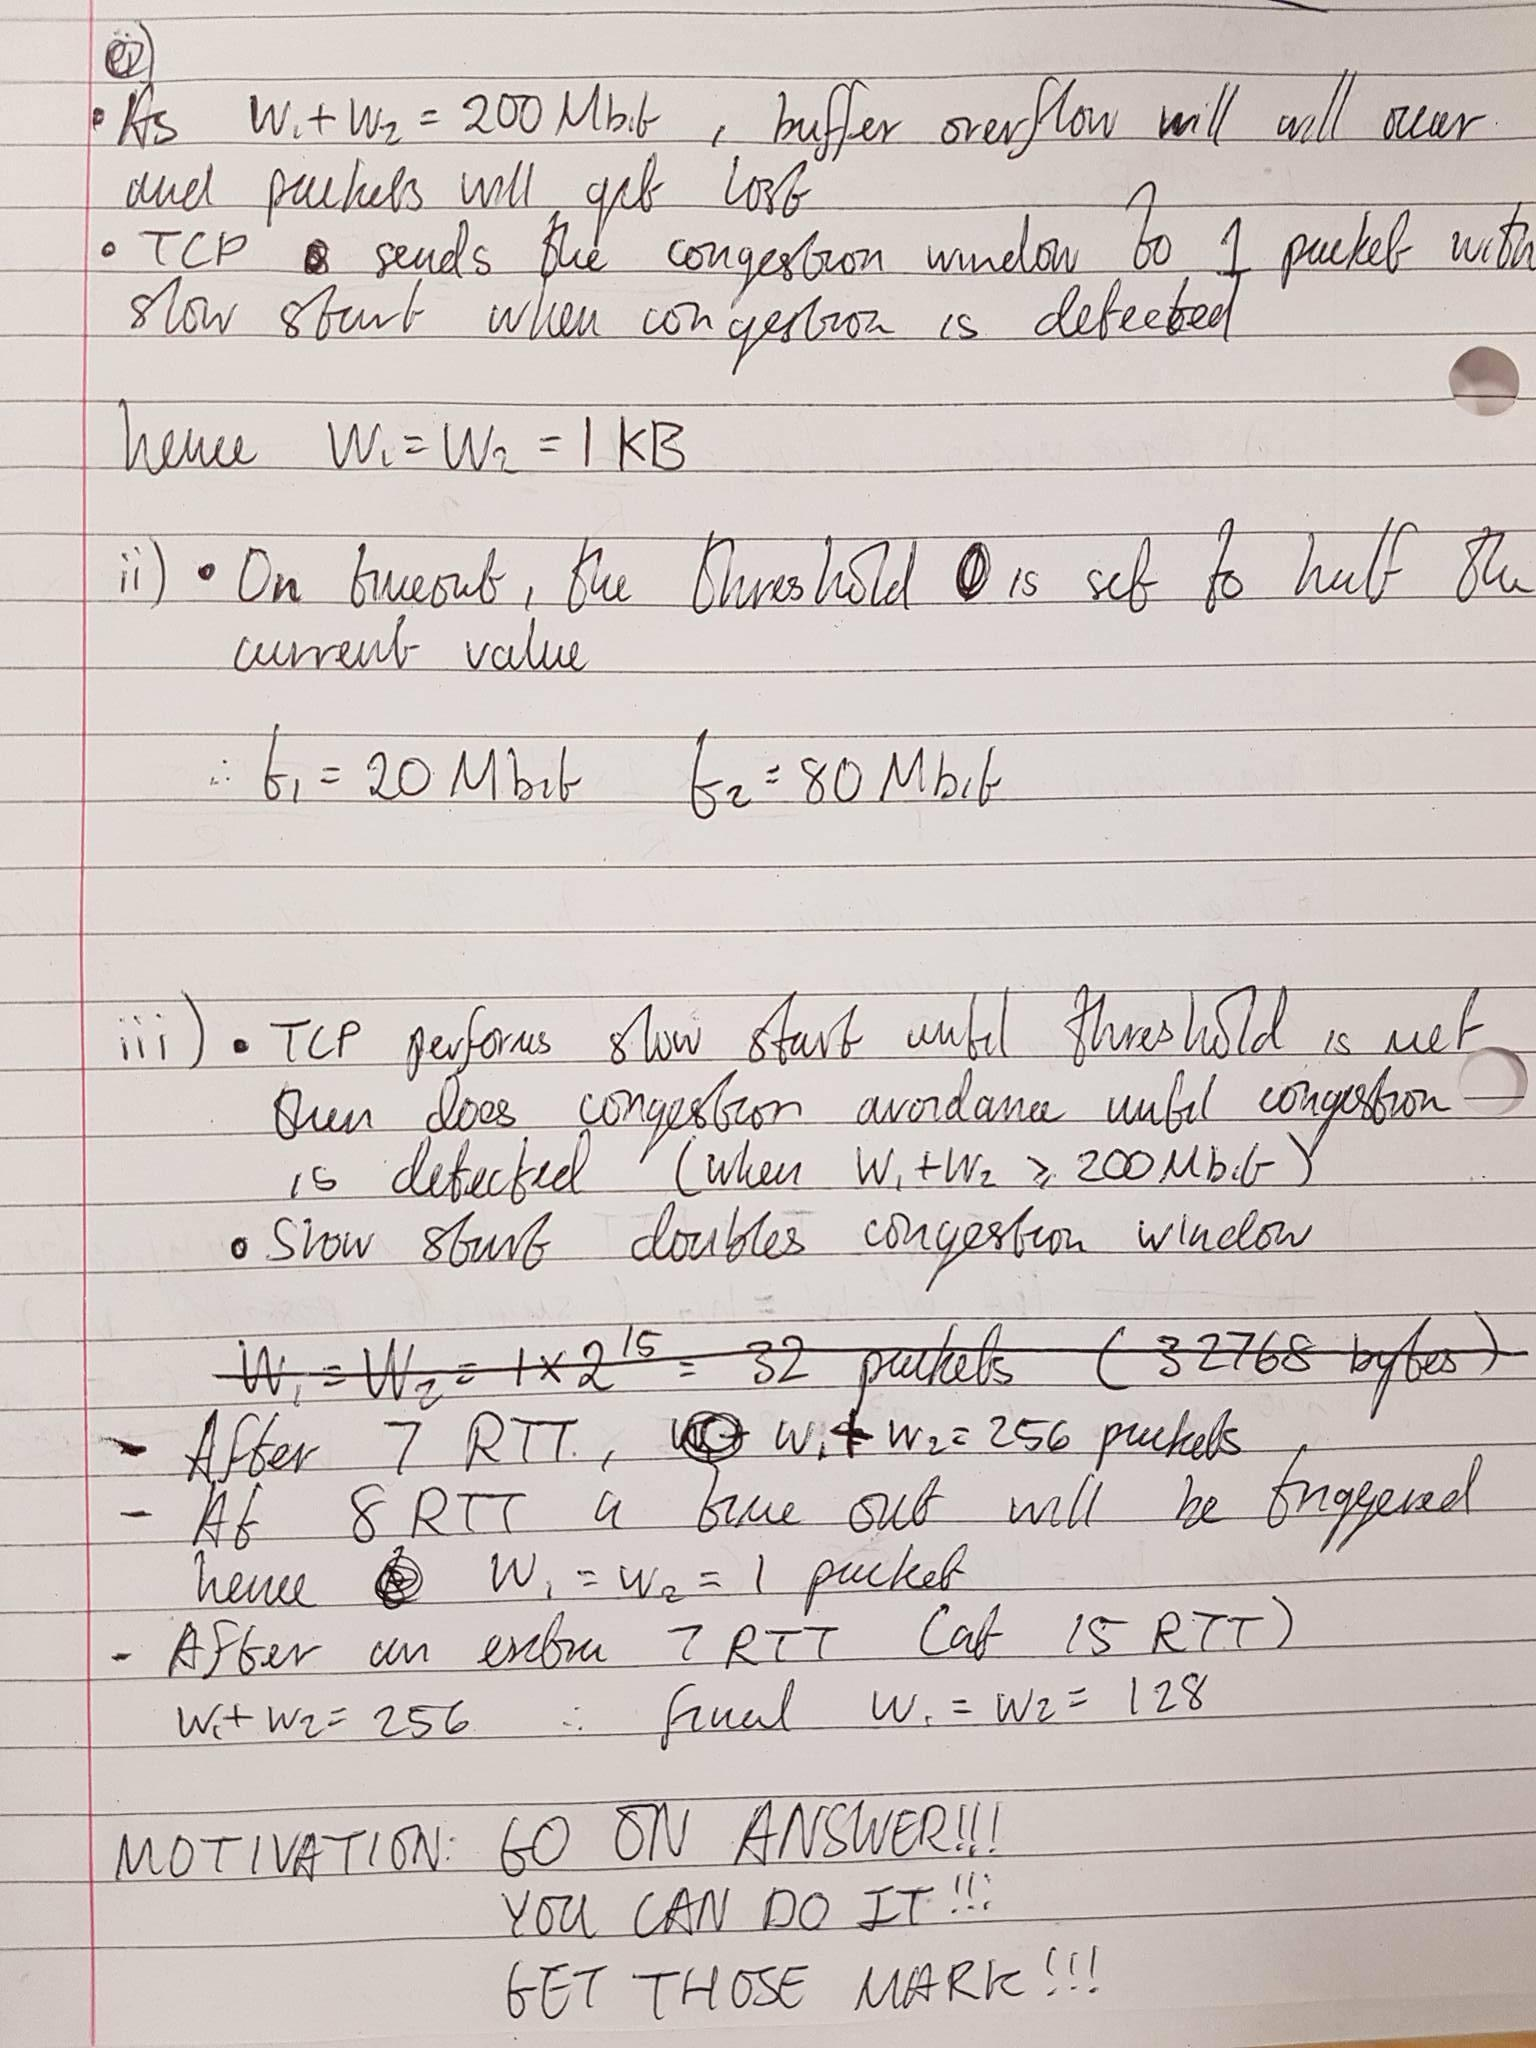 ii)
• As W₁+W₂ = 200 Mbit, buffer overflow will will occur
and packets will get lost
• TCP sends the congestion window to 1 packet with
slow start when congestion is detected
hence W₁=W₂ = 1 KB
ii) • On timeout, the threshold is set to half the
current value
∴ t₁ = 20 Mbit t₂ = 80 Mbit
iii) • TCP performs slow start until threshold is met
then does congestion avoidance until congestion
is detected (when W₁+W₂ ≥ 200Mbit)
• Slow start doubles congestion window
W₁ = W₂ = 1×2¹⁵ = 32 packets (32768 bytes)
- After 7 RTT, W₁+W₂ = 256 packets,
- At 8 RTT a time out will be triggered
hence W₁ = W₂ = 1 packet
- After an extra 7 RTT (at 15 RTT)
W₁+W₂ = 256 ∴ final W₁ = W₂ = 128
MOTIVATION: GO ON ANSWER!!!
YOU CAN DO IT!!!
GET THOSE MARK!!!